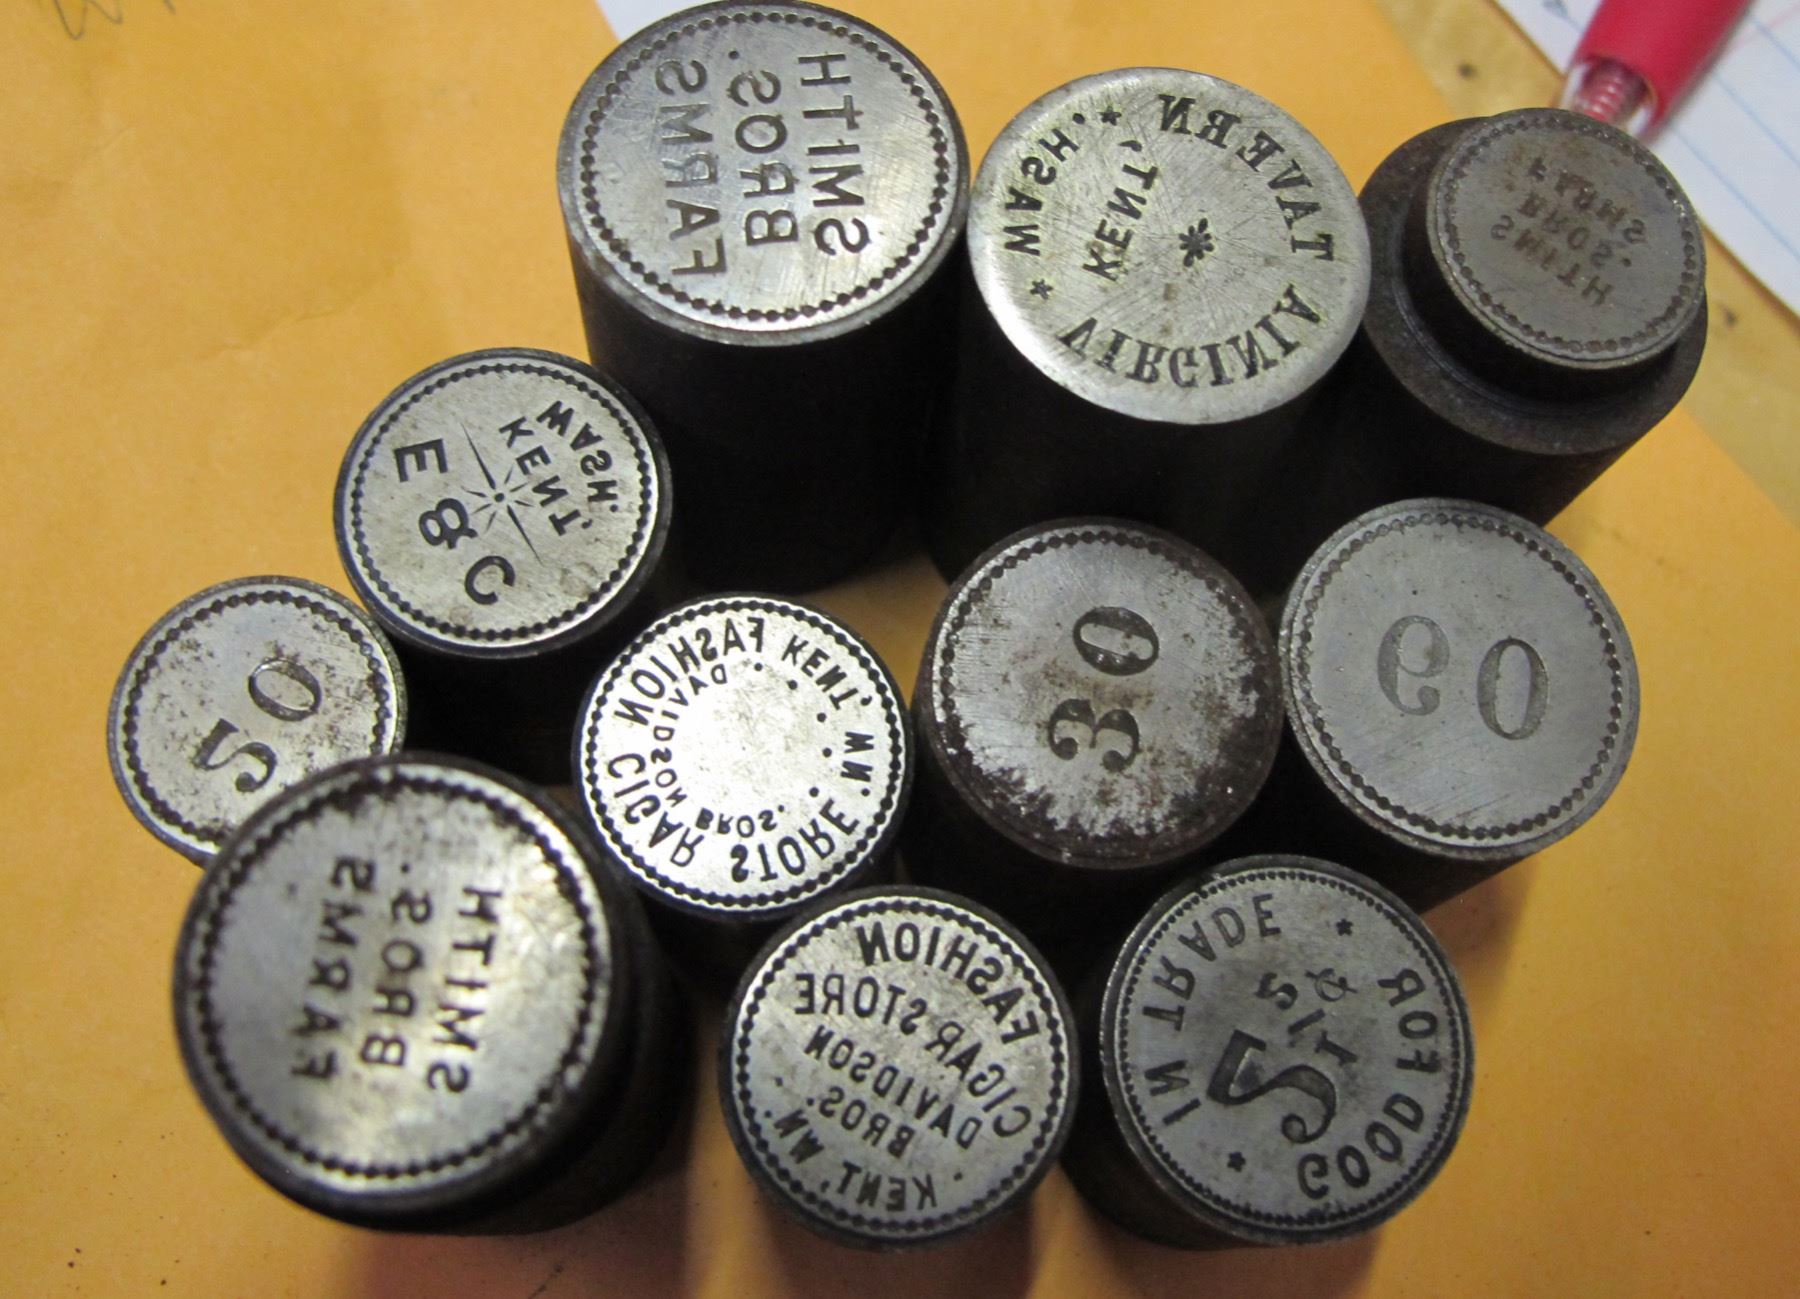 SMITH
BROS.
FARMS
VIRGINIA TAVERN
KENT,
WASH.
SMITH
BROS.
FARMS
E & C
KENT,
WASH.
20
FASHION
CIGAR STORE
DAVIDSON
BROS.
KENT, WN.
30
60
SMITH
BROS.
FARMS
FASHION
CIGAR STORE
DAVIDSON
BROS.
KENT, WN.
GOOD FOR
5¢
IN TRADE